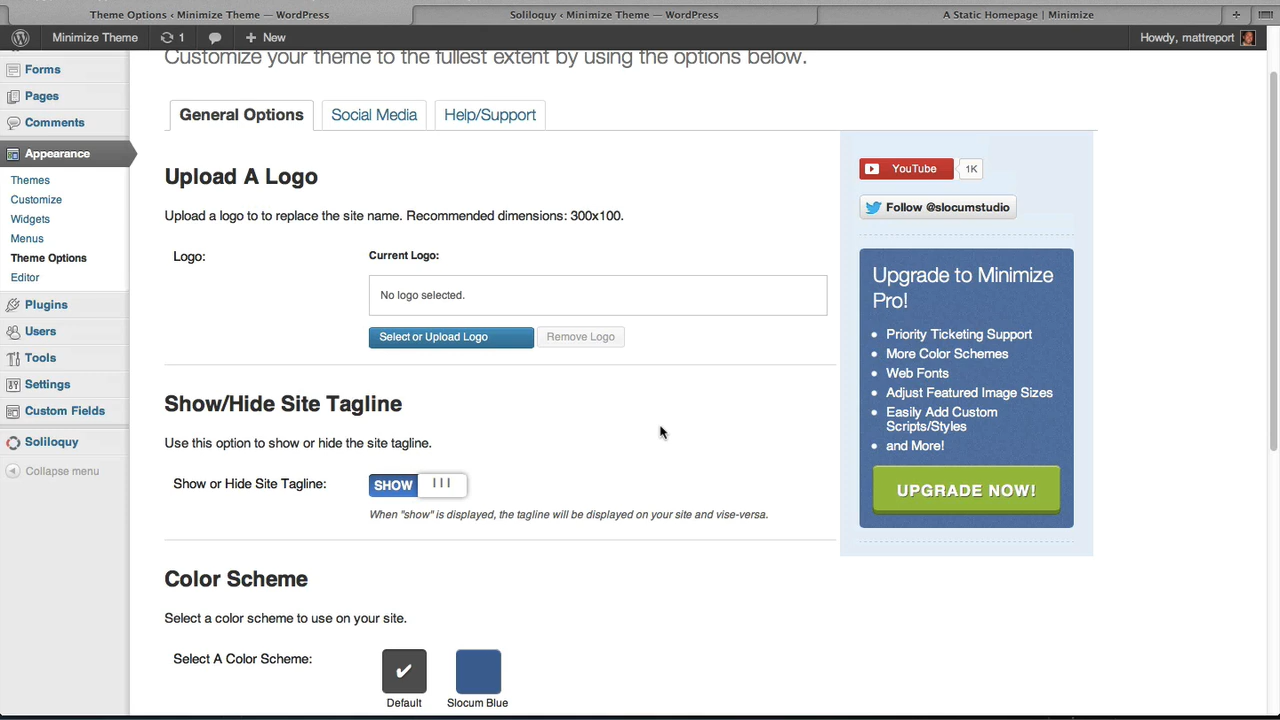 Theme Options ‹ Minimize Theme — WordPress
Soliloquy ‹ Minimize Theme — WordPress
A Static Homepage | Minimize
+
Minimize Theme
1
+ New
Howdy, mattreport
Customize your theme to the fullest extent by using the options below.
Forms
Pages
Comments
Appearance
Themes
Customize
Widgets
Menus
Theme Options
Editor
Plugins
Users
Tools
Settings
Custom Fields
Soliloquy
Collapse menu
General Options
Social Media
Help/Support
Upload A Logo
Upload a logo to to replace the site name. Recommended dimensions: 300x100.
Logo:
Current Logo:
No logo selected.
Select or Upload Logo
Remove Logo
Show/Hide Site Tagline
Use this option to show or hide the site tagline.
Show or Hide Site Tagline:
SHOW
When "show" is displayed, the tagline will be displayed on your site and vise-versa.
Color Scheme
Select a color scheme to use on your site.
Select A Color Scheme:
Default
Slocum Blue
YouTube
1K
Follow @slocumstudio
Upgrade to Minimize
Pro!
• Priority Ticketing Support
• More Color Schemes
• Web Fonts
• Adjust Featured Image Sizes
• Easily Add Custom
Scripts/Styles
• and More!
UPGRADE NOW!